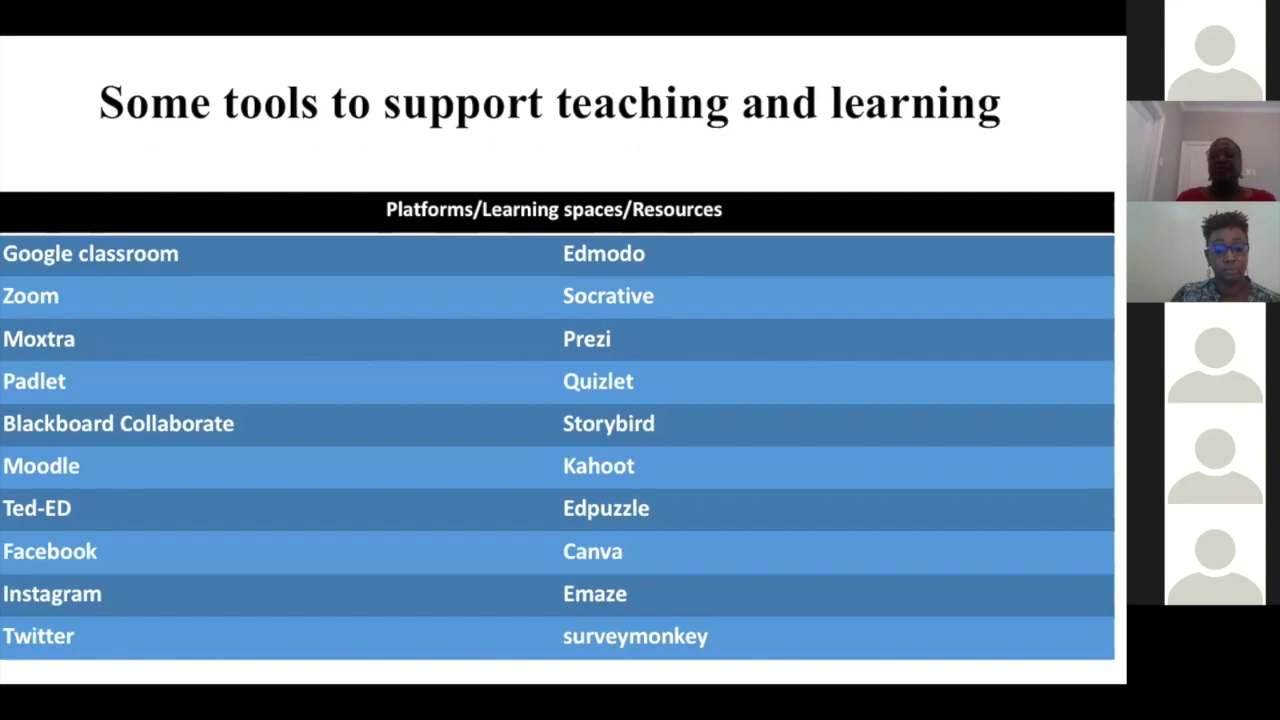 Some tools to support teaching and learning
Platforms/Learning spaces/Resources
Google classroom Edmodo
Zoom Socrative
Moxtra Prezi
Padlet Quizlet
Blackboard Collaborate Storybird
Moodle Kahoot
Ted-ED Edpuzzle
Facebook Canva
Instagram Emaze
Twitter surveymonkey